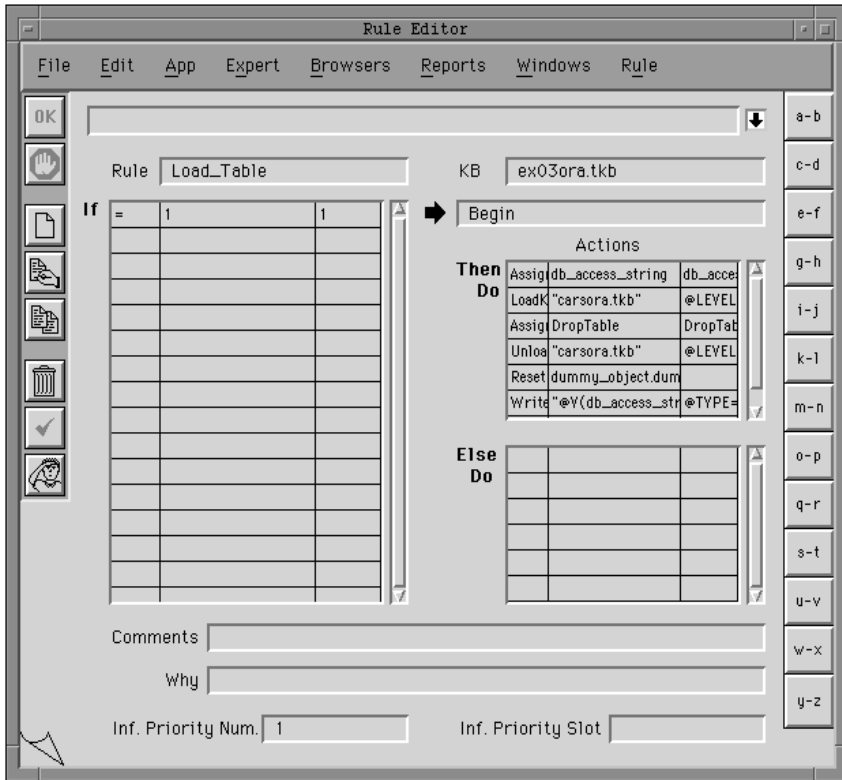 Rule Editor
File Edit App Expert Browsers Reports Windows Rule
OK
a-b
Rule Load_Table KB ex03ora.tkb
c-d
If = 1 1
Begin
e-f
Actions
Then Do
Assig db_access_string db_acce
g-h
LoadK "carsora.tkb" @LEVEL
i-j
Assig DropTable DropTab
Unloa "carsora.tkb" @LEVEL
k-l
Reset dummy_object.dum
Write "@V(db_access_str @TYPE=
m-n
Else Do
o-p
q-r
s-t
u-v
Comments
w-x
Why
y-z
Inf. Priority Num. 1 Inf. Priority Slot